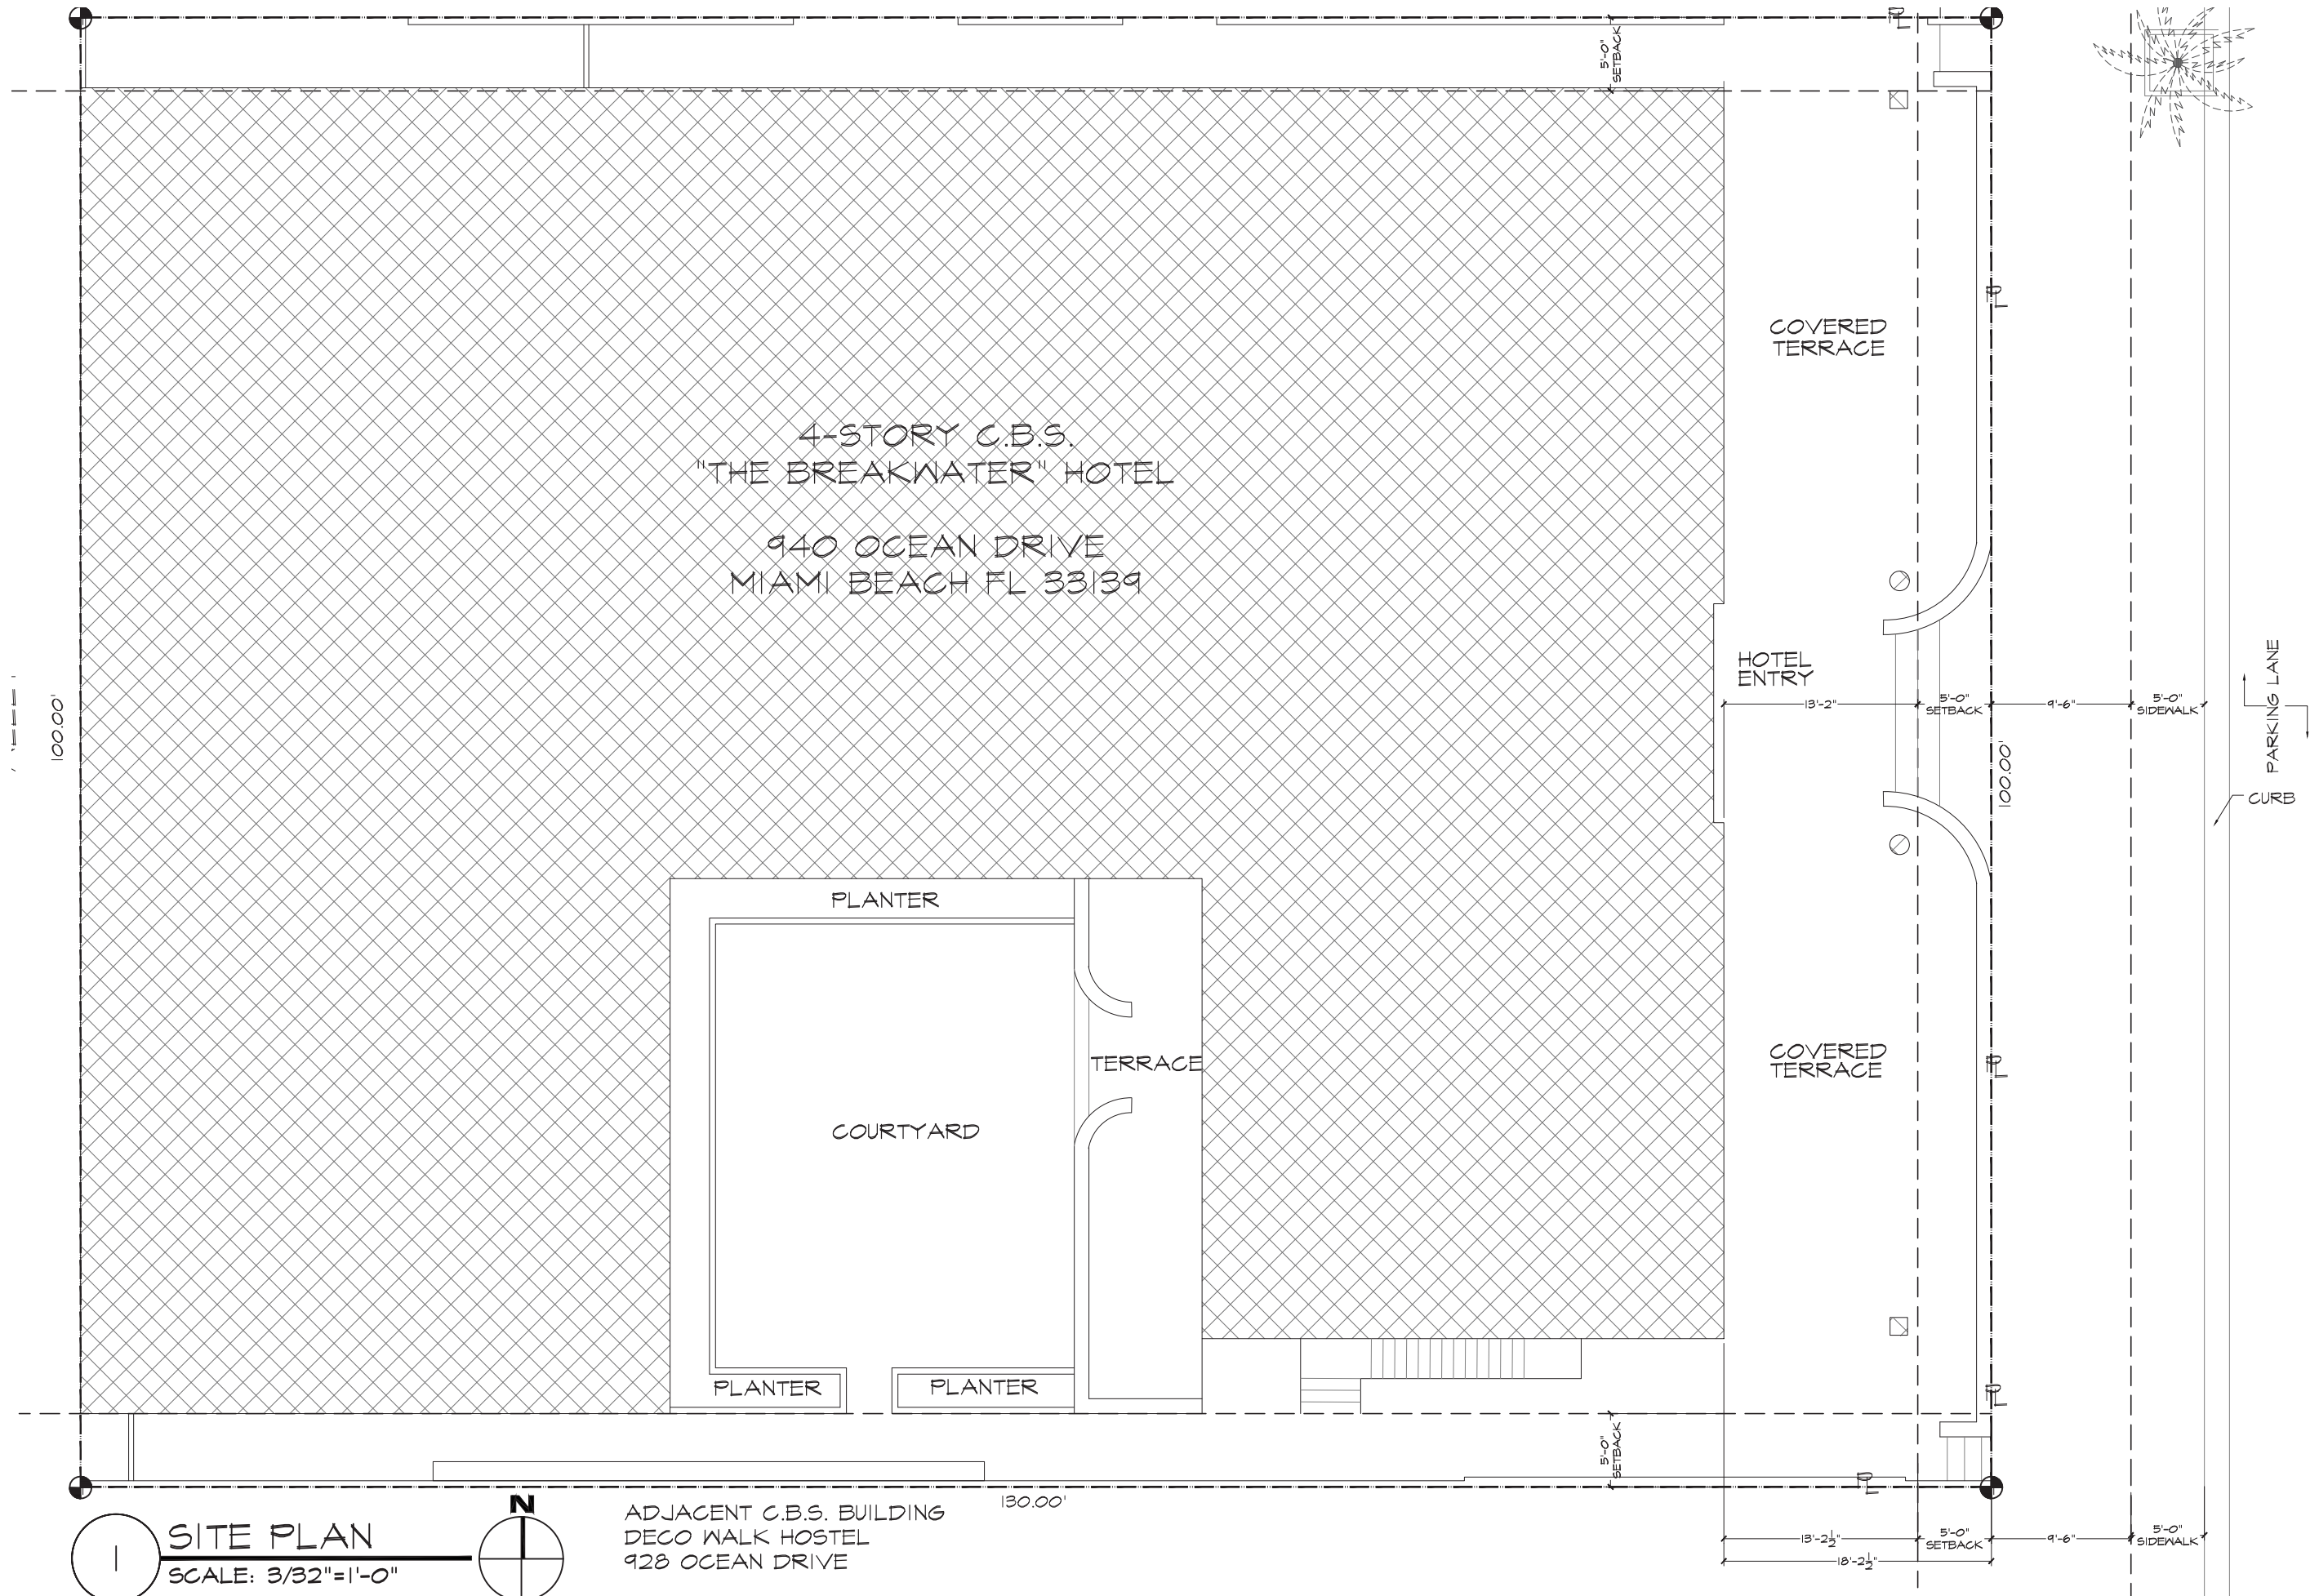 5'-0"
SETBACK
COVERED
TERRACE
4-STORY C.B.S.
"THE BREAKWATER" HOTEL
940 OCEAN DRIVE
MIAMI BEACH FL 33139
HOTEL
ENTRY
13'-2"
5'-0"
SETBACK
9'-6"
5'-0"
SIDEWALK
PARKING LANE
100.00'
100.00'
CURB
PLANTER
TERRACE
COVERED
TERRACE
COURTYARD
PLANTER
PLANTER
5'-0"
SETBACK
130.00'
N
ADJACENT C.B.S. BUILDING
DECO WALK HOSTEL
928 OCEAN DRIVE
1
SITE PLAN
SCALE: 3/32"=1'-0"
13'-2½"
5'-0"
SETBACK
9'-6"
5'-0"
SIDEWALK
18'-2½"